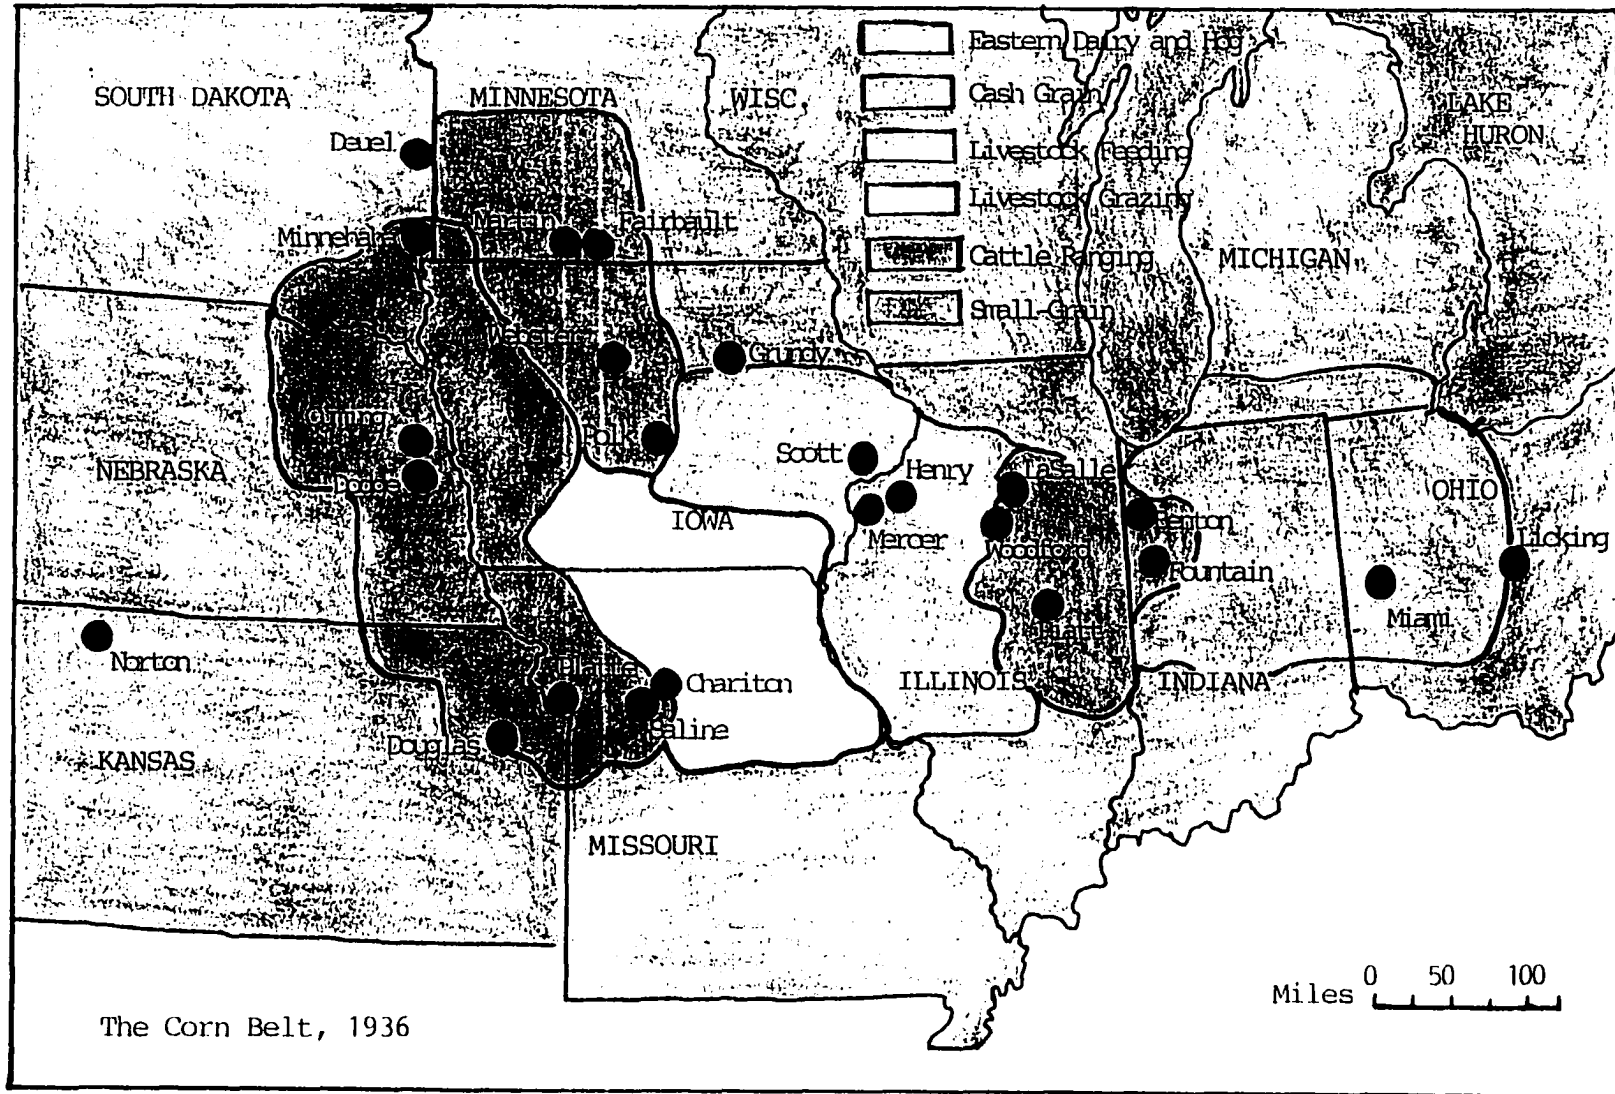 Eastern Dairy and Hog
Cash Grain
Livestock Feeding
Livestock Grazing
Cattle Ranging
Small-Grain
SOUTH DAKOTA
MINNESOTA
WISC.
LAKE
HURON
Deuel
Martin
Fairbault
Minnehaha
MICHIGAN
Webster
Grundy
Cuming
Polk
Scott
Henry
LaSalle
NEBRASKA
Dodge
IOWA
Mercer
Woodford
Benton
OHIO
Licking
Fountain
Miami
Piatt
Norton
Platte
Chariton
ILLINOIS
INDIANA
Saline
Douglas
KANSAS
MISSOURI
Miles 0 50 100
The Corn Belt, 1936